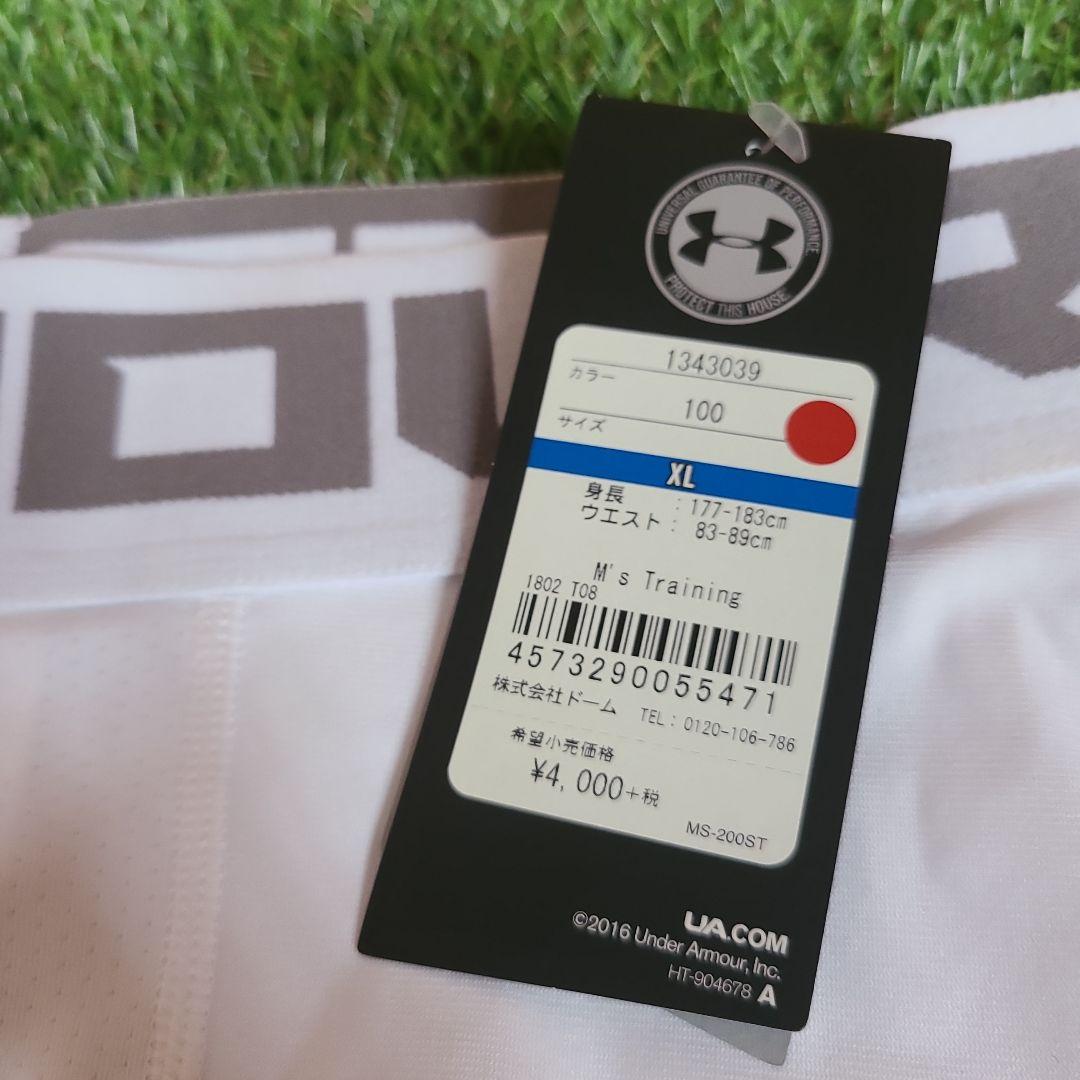 UNIVERSAL GUARANTEE OF PERFORMANCE
PROTECT THIS HOUSE
1343039
カラー
100
サイズ
XL
身長 : 177-183cm
ウエスト : 83-89cm
M's Training
1802 T08
4573290055471
株式会社ドーム TEL: 0120-106-786
希望小売価格
¥4,000+税
MS-200ST
UA.COM
©2016 Under Armour, Inc.
HT-904678 A